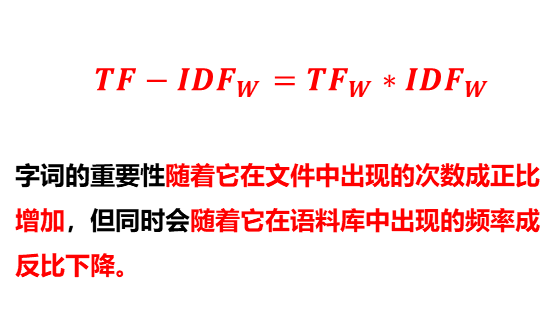 TF − IDF_W = TF_W * IDF_W
字词的重要性随着它在文件中出现的次数成正比
增加，但同时会随着它在语料库中出现的频率成
反比下降。